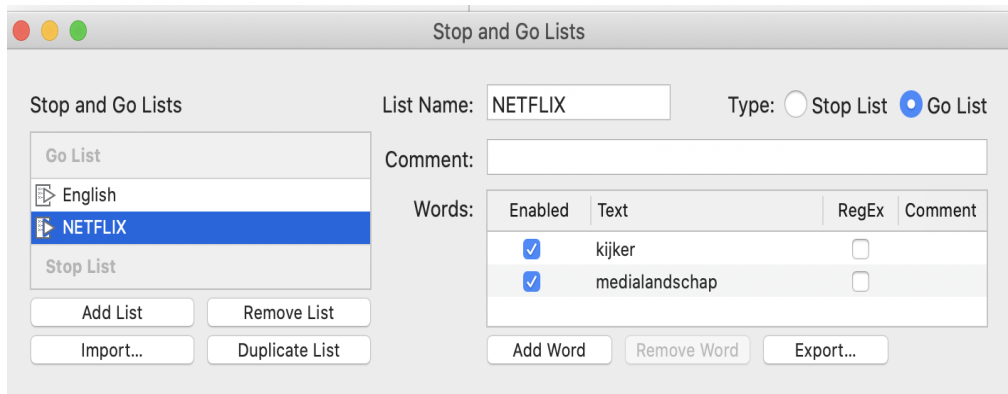 Stop and Go Lists
Stop and Go Lists
Go List
English
NETFLIX
Stop List
Add List Remove List
Import... Duplicate List
List Name: NETFLIX Type: Stop List Go List
Comment:
Words: Enabled Text RegEx Comment
kijker
medialandschap
Add Word Remove Word Export...